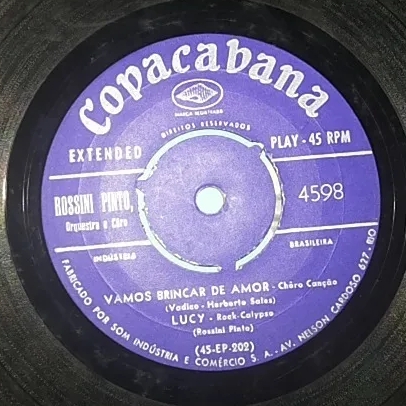 Copacabana
MARCA REGISTRADA
DIREITOS RESERVADOS
EXTENDED PLAY - 45 RPM
ROSSINI PINTO,
Orquestra e Côro
4598
INDÚSTRIA BRASILEIRA
VAMOS BRINCAR DE AMOR - Chôro Canção
(Vadico - Herberto Sales)
LUCY - Rock-Calypso
(Rossini Pinto)
(45-EP-202)
FABRICADO POR SOM INDÚSTRIA E COMÉRCIO S. A. - AV. NELSON CARDOSO 627 - RIO